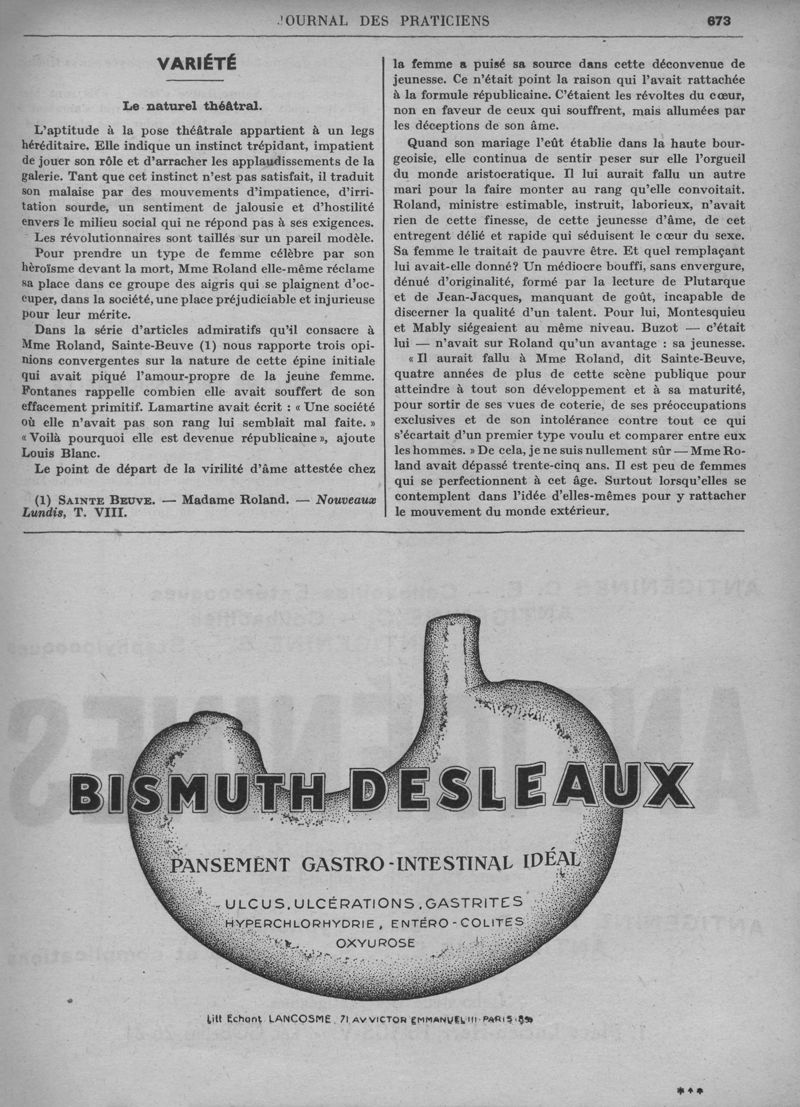 JOURNAL DES PRATICIENS 673
VARIÉTÉ
Le naturel théâtral.
L'aptitude à la pose théâtrale appartient à un legs
héréditaire. Elle indique un instinct trépidant, impatient
de jouer son rôle et d'arracher les applaudissements de la
galerie. Tant que cet instinct n'est pas satisfait, il traduit
son malaise par des mouvements d'impatience, d'irri-
tation sourde, un sentiment de jalousie et d'hostilité
envers le milieu social qui ne répond pas à ses exigences.
Les révolutionnaires sont taillés sur un pareil modèle.
Pour prendre un type de femme célèbre par son
hèroïsme devant la mort, Mme Roland elle-même réclame
sa place dans ce groupe des aigris qui se plaignent d'oc-
cuper, dans la société, une place préjudiciable et injurieuse
pour leur mérite.
Dans la série d'articles admiratifs qu'il consacre à
Mme Roland, Sainte-Beuve (1) nous rapporte trois opi-
nions convergentes sur la nature de cette épine initiale
qui avait piqué l'amour-propre de la jeune femme.
Fontanes rappelle combien elle avait souffert de son
effacement primitif. Lamartine avait écrit : « Une société
où elle n'avait pas son rang lui semblait mal faite. »
« Voilà pourquoi elle est devenue républicaine », ajoute
Louis Blanc.
Le point de départ de la virilité d'âme attestée chez
(1) SAINTE BEUVE. — Madame Roland. — Nouveaux
Lundis, T. VIII.
la femme a puisé sa source dans cette déconvenue de
jeunesse. Ce n'était point la raison qui l'avait rattachée
à la formule républicaine. C'étaient les révoltes du cœur,
non en faveur de ceux qui souffrent, mais allumées par
les déceptions de son âme.
Quand son mariage l'eût établie dans la haute bour-
geoisie, elle continua de sentir peser sur elle l'orgueil
du monde aristocratique. Il lui aurait fallu un autre
mari pour la faire monter au rang qu'elle convoitait.
Roland, ministre estimable, instruit, laborieux, n'avait
rien de cette finesse, de cette jeunesse d'âme, de cet
entregent délié et rapide qui séduisent le cœur du sexe.
Sa femme le traitait de pauvre être. Et quel remplaçant
lui avait-elle donné? Un médiocre bouffi, sans envergure,
dénué d'originalité, formé par la lecture de Plutarque
et de Jean-Jacques, manquant de goût, incapable de
discerner la qualité d'un talent. Pour lui, Montesquieu
et Mably siégeaient au même niveau. Buzot — c'était
lui — n'avait sur Roland qu'un avantage : sa jeunesse.
« Il aurait fallu à Mme Roland, dit Sainte-Beuve,
quatre années de plus de cette scène publique pour
atteindre à tout son développement et à sa maturité,
pour sortir de ses vues de coterie, de ses préoccupations
exclusives et de son intolérance contre tout ce qui
s'écartait d'un premier type voulu et comparer entre eux
les hommes. » De cela, je ne suis nullement sûr — Mme Ro-
land avait dépassé trente-cinq ans. Il est peu de femmes
qui se perfectionnent à cet âge. Surtout lorsqu'elles se
contemplent dans l'idée d'elles-mêmes pour y rattacher
le mouvement du monde extérieur.
BISMUTH DESLEAUX
PANSEMENT GASTRO-INTESTINAL IDÉAL
ULCUS, ULCÉRATIONS, GASTRITES
HYPERCHLORHYDRIE, ENTÉRO-COLITES
OXYUROSE
Litt Echant LANCOSME, 71 AV VICTOR EMMANUEL III-PARIS
***